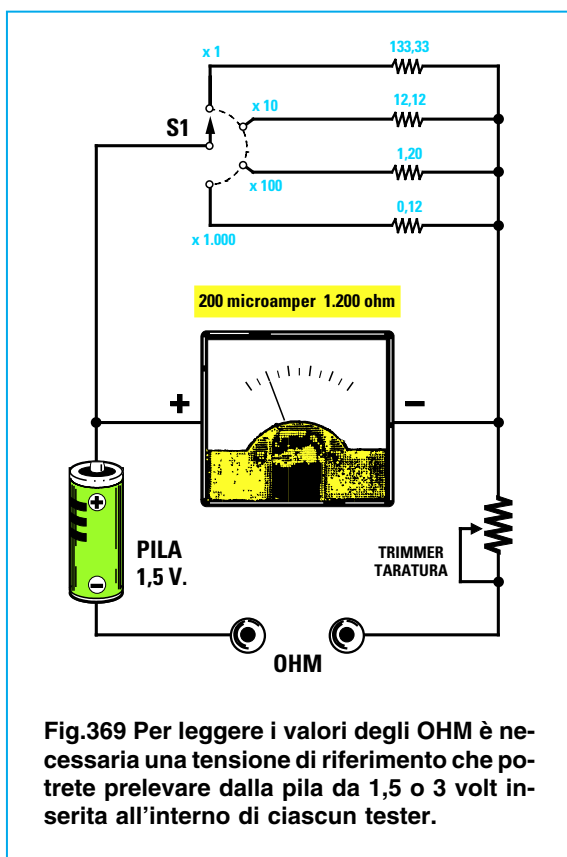 x 1
133,33
S1
x 10
12,12
1,20
x 100
0,12
x 1.000
200 microamper 1.200 ohm
+
−
+
PILA
1,5 V.
−
TRIMMER
TARATURA
OHM
Fig.369 Per leggere i valori degli OHM è ne-
cessaria una tensione di riferimento che po-
trete prelevare dalla pila da 1,5 o 3 volt in-
serita all'interno di ciascun tester.